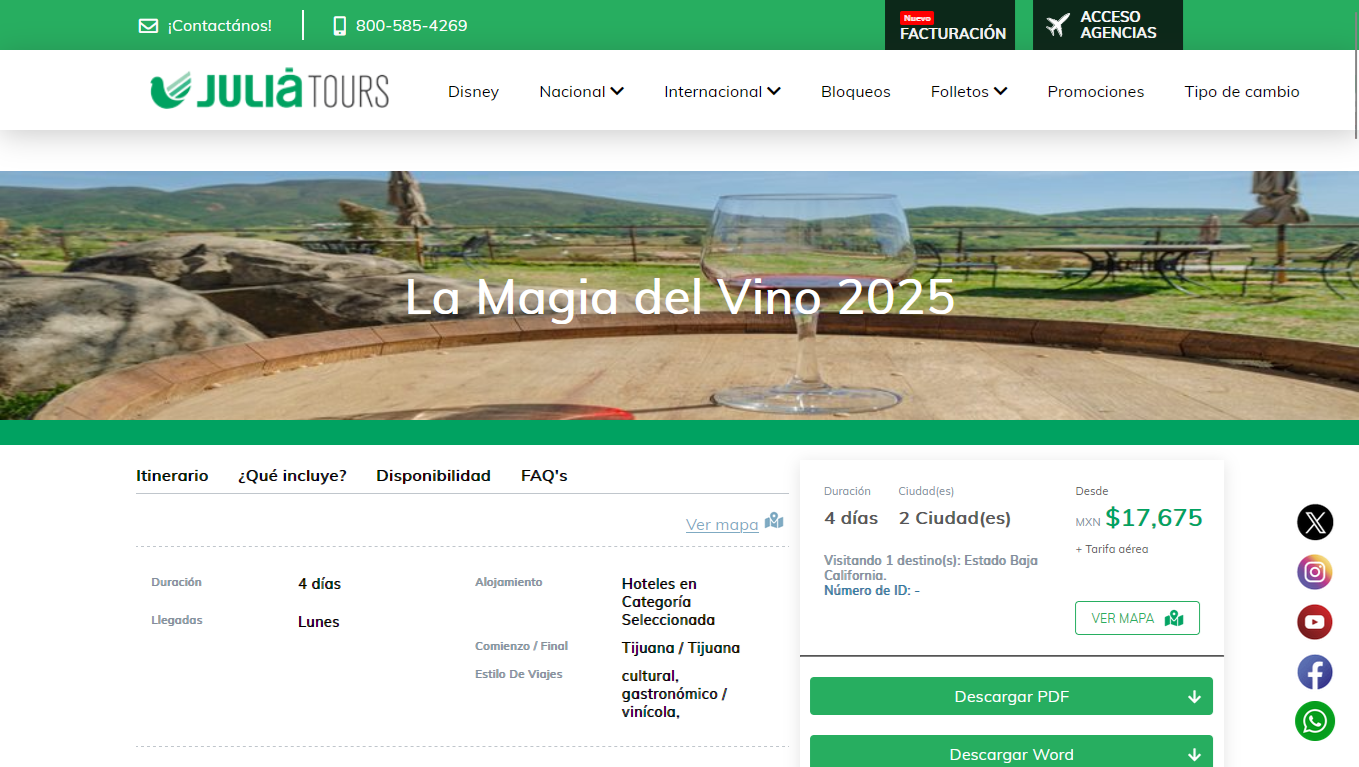 ¡Contactános!
800-585-4269
Nuevo
FACTURACIÓN
ACCESO
AGENCIAS
JULIÀ TOURS
Disney
Nacional
Internacional
Bloqueos
Folletos
Promociones
Tipo de cambio
La Magia del Vino 2025
Itinerario
¿Qué incluye?
Disponibilidad
FAQ's
Ver mapa
Duración
4 días
Llegadas
Lunes
Alojamiento
Hoteles en
Categoría
Seleccionada
Comienzo / Final
Tijuana / Tijuana
Estilo De Viajes
cultural,
gastronómico /
vinícola,
Duración
4 días
Ciudad(es)
2 Ciudad(es)
Desde
MXN $17,675
+ Tarifa aérea
Visitando 1 destino(s): Estado Baja
California.
Número de ID: -
VER MAPA
Descargar PDF
Descargar Word